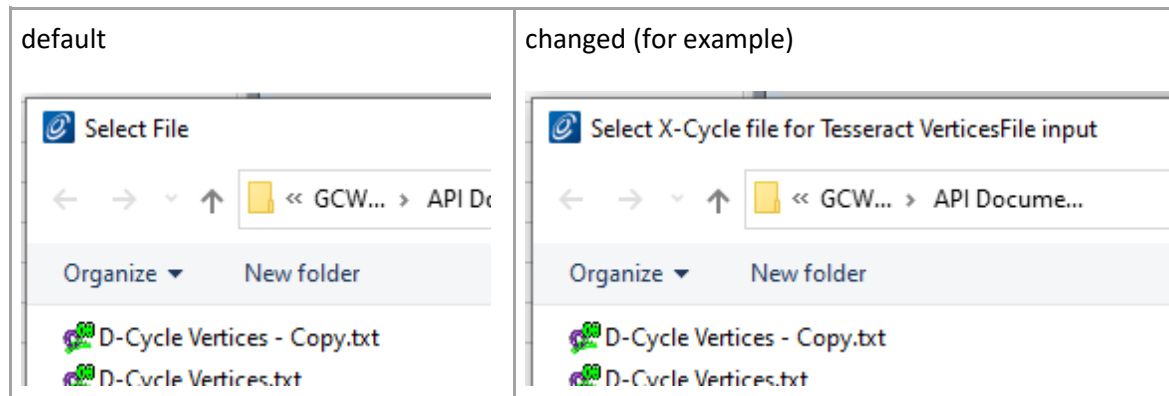 default
changed (for example)
Select File
Select X-Cycle file for Tesseract VerticesFile input
« GCW... › API Do
« GCW... › API Docume...
Organize
New folder
Organize
New folder
D-Cycle Vertices - Copy.txt
D-Cycle Vertices - Copy.txt
D-Cycle Vertices.txt
D-Cycle Vertices.txt